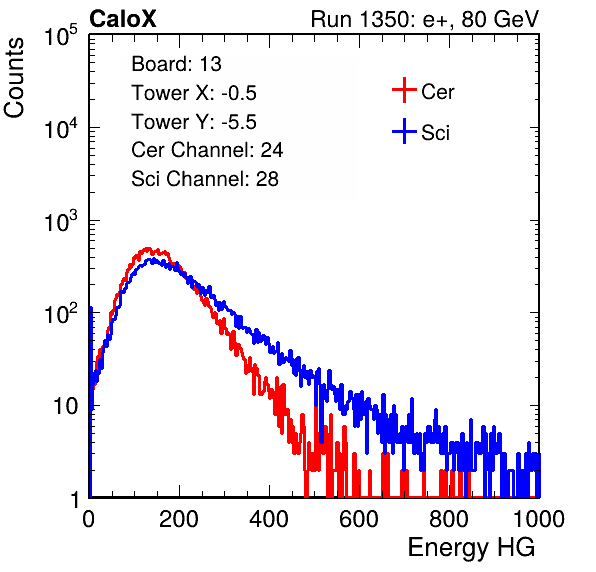 CaloX Run 1350: e+, 80 GeV
Counts
Board: 13
Tower X: -0.5
Tower Y: -5.5
Cer Channel: 24
Sci Channel: 28
Cer
Sci
10^5
10^4
10^3
10^2
10
1
0 200 400 600 800 1000
Energy HG